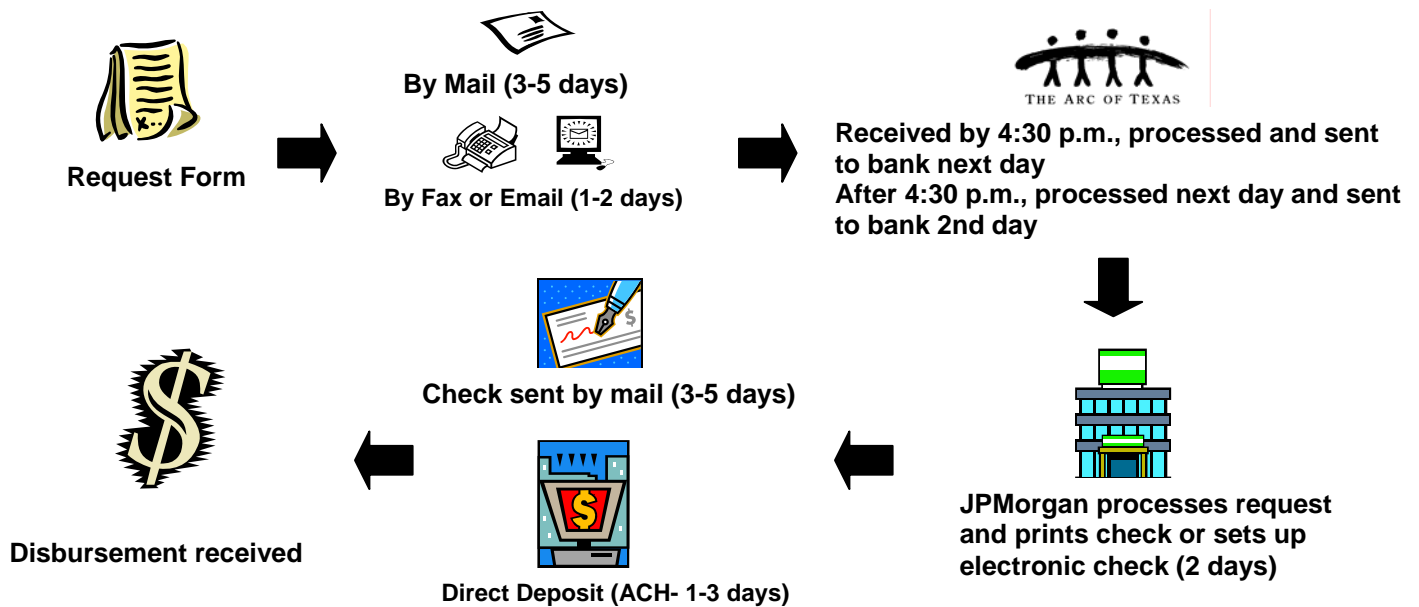 By Mail (3-5 days)
THE ARC OF TEXAS
x...
Request Form
By Fax or Email (1-2 days)
Received by 4:30 p.m., processed and sent
to bank next day
After 4:30 p.m., processed next day and sent
to bank 2nd day
$
Check sent by mail (3-5 days)
$
$
JPMorgan processes request
and prints check or sets up
electronic check (2 days)
Disbursement received
Direct Deposit (ACH- 1-3 days)